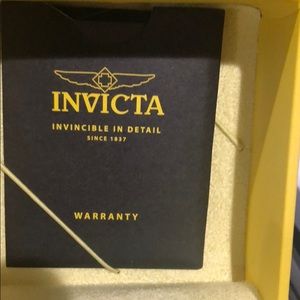 INVICTA
INVINCIBLE IN DETAIL
SINCE 1837
WARRANTY